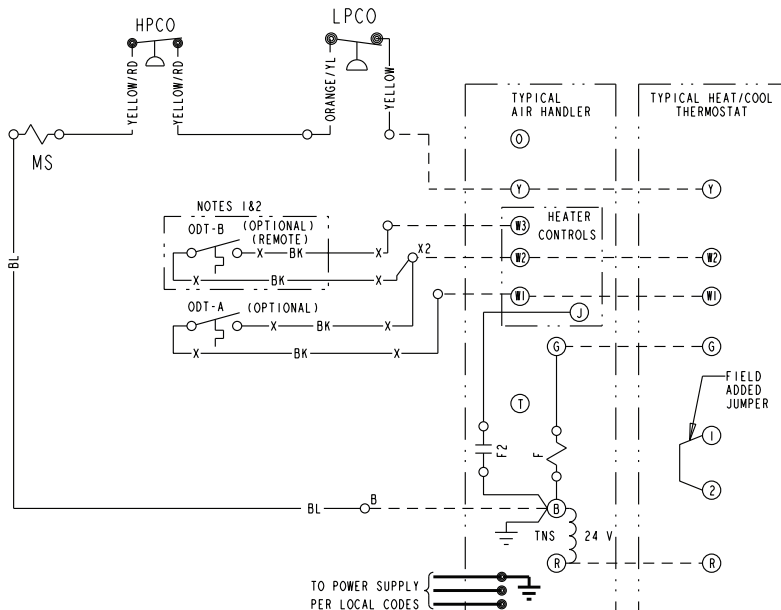 HPCO
LPCO
YELLOW/RD
YELLOW/RD
ORANGE/YL
YELLOW
MS
TYPICAL
AIR HANDLER
TYPICAL HEAT/COOL
THERMOSTAT
O
Y
Y
NOTES 1&2
ODT-B
(OPTIONAL)
(REMOTE)
X BK X
X BK X
X2
W3
HEATER
CONTROLS
W2
W2
W1
W1
ODT-A
(OPTIONAL)
X BK X
X BK X
J
BL
G
G
T
FIELD
ADDED
JUMPER
F2
F
1
2
BL
B
B
TNS
24 V
R
R
TO POWER SUPPLY
PER LOCAL CODES